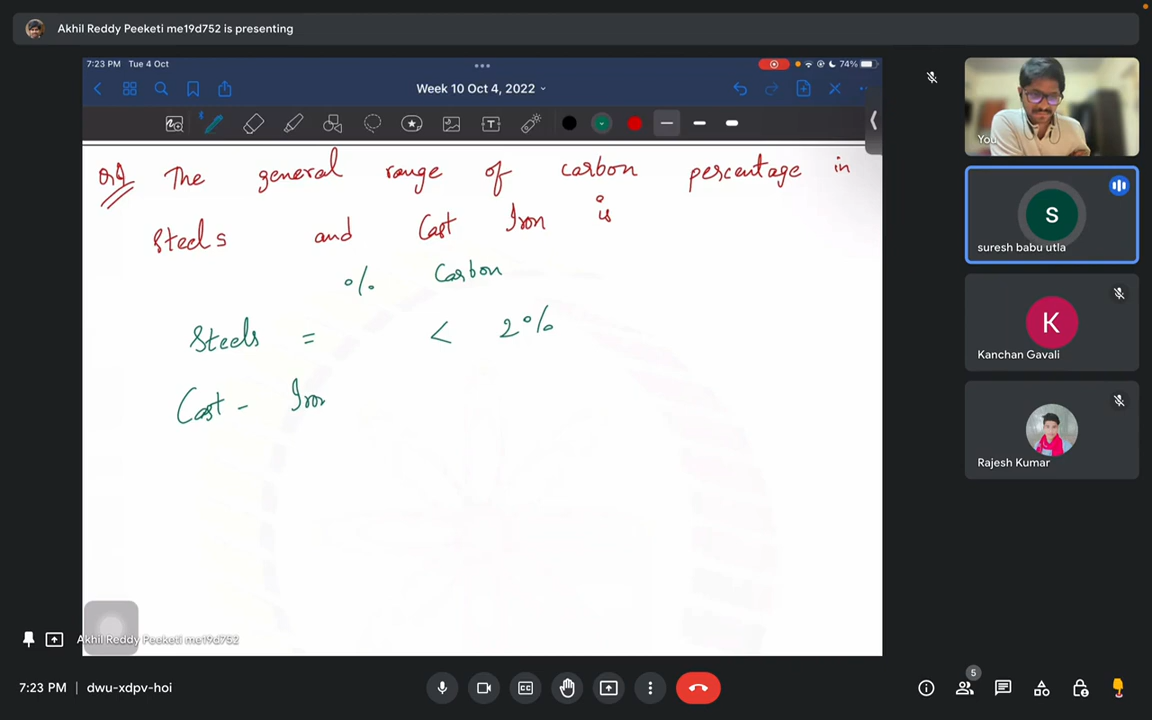 Akhil Reddy Peeketi me19d752 is presenting
7:23 PM Tue 4 Oct
74%
Week 10 Oct 4, 2022
The general range of carbon percentage in
Steels and Cast Iron is
% Carbon
Steels = < 2%
Cast - Iron
You
S
suresh babu utla
K
Kanchan Gavali
Rajesh Kumar
Akhil Reddy Peeketi me19d752
7:23 PM | dwu-xdpv-hoi
CC
5